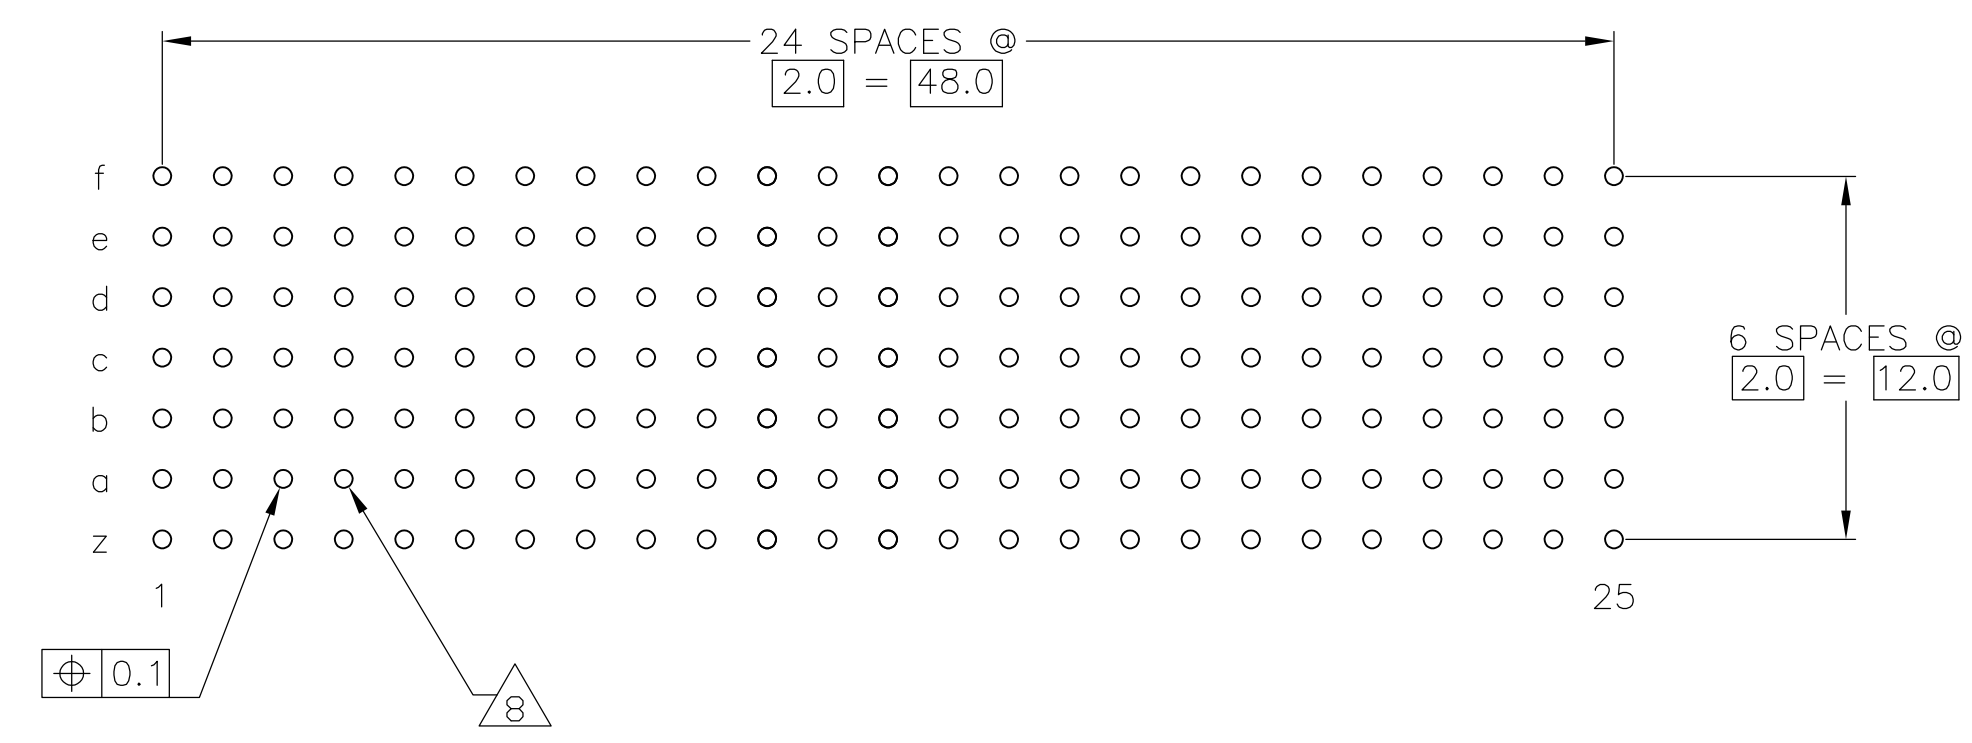 24 SPACES @
2.0 = 48.0
f
e
d
c
6 SPACES @
2.0 = 12.0
b
a
z
1
25
⌖ 0.1
8